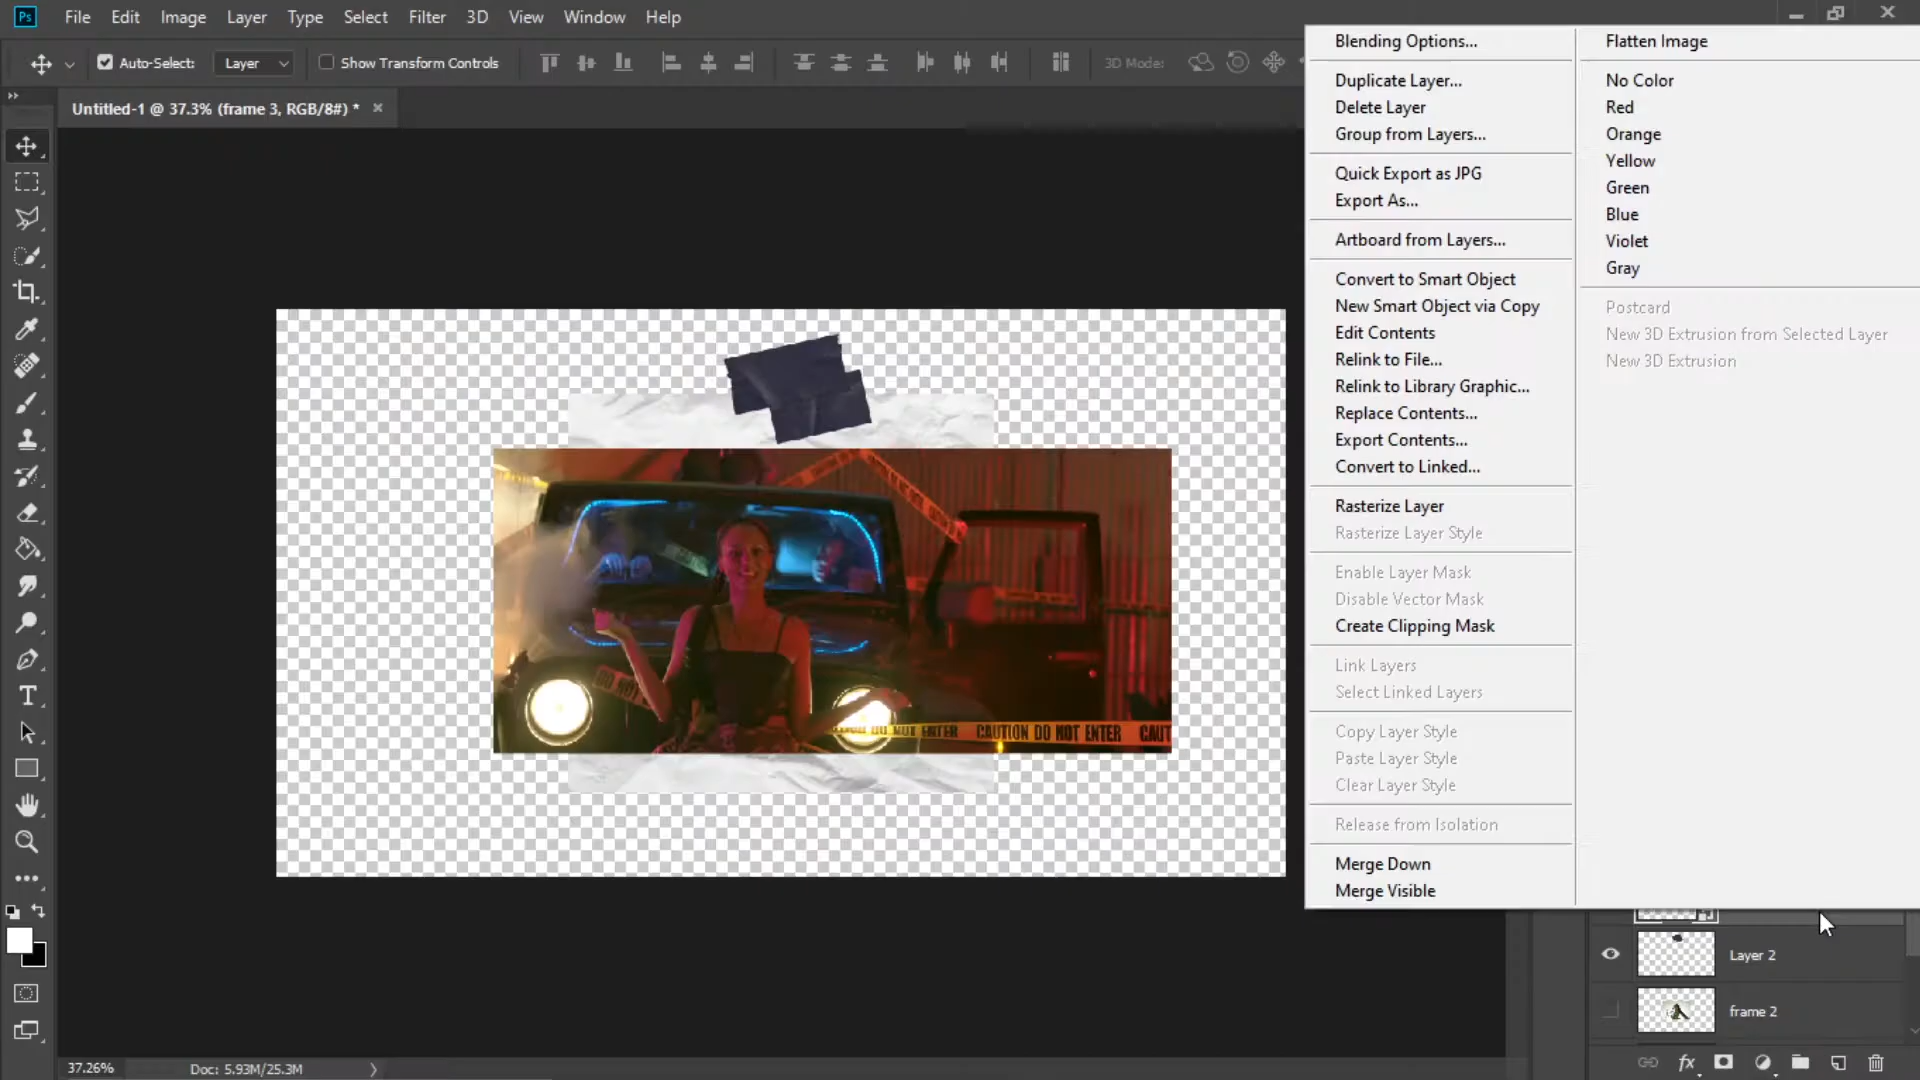 Ps File Edit Image Layer Type Select Filter 3D View Window Help
Auto-Select: Layer Show Transform Controls 3D Mode:
Untitled-1 @ 37.3% (frame 3, RGB/8#) *
Blending Options...
Duplicate Layer...
Delete Layer
Group from Layers...
Quick Export as JPG
Export As...
Artboard from Layers...
Convert to Smart Object
New Smart Object via Copy
Edit Contents
Relink to File...
Relink to Library Graphic...
Replace Contents...
Export Contents...
Convert to Linked...
Rasterize Layer
Rasterize Layer Style
Enable Layer Mask
Disable Vector Mask
Create Clipping Mask
Link Layers
Select Linked Layers
Copy Layer Style
Paste Layer Style
Clear Layer Style
Release from Isolation
Merge Down
Merge Visible
Flatten Image
No Color
Red
Orange
Yellow
Green
Blue
Violet
Gray
Postcard
New 3D Extrusion from Selected Layer
New 3D Extrusion
DO NOT
ENTER CAUTION DO NOT ENTER CAUT
Layer 2
frame 2
fx
37.26% Doc: 5.93M/25.3M